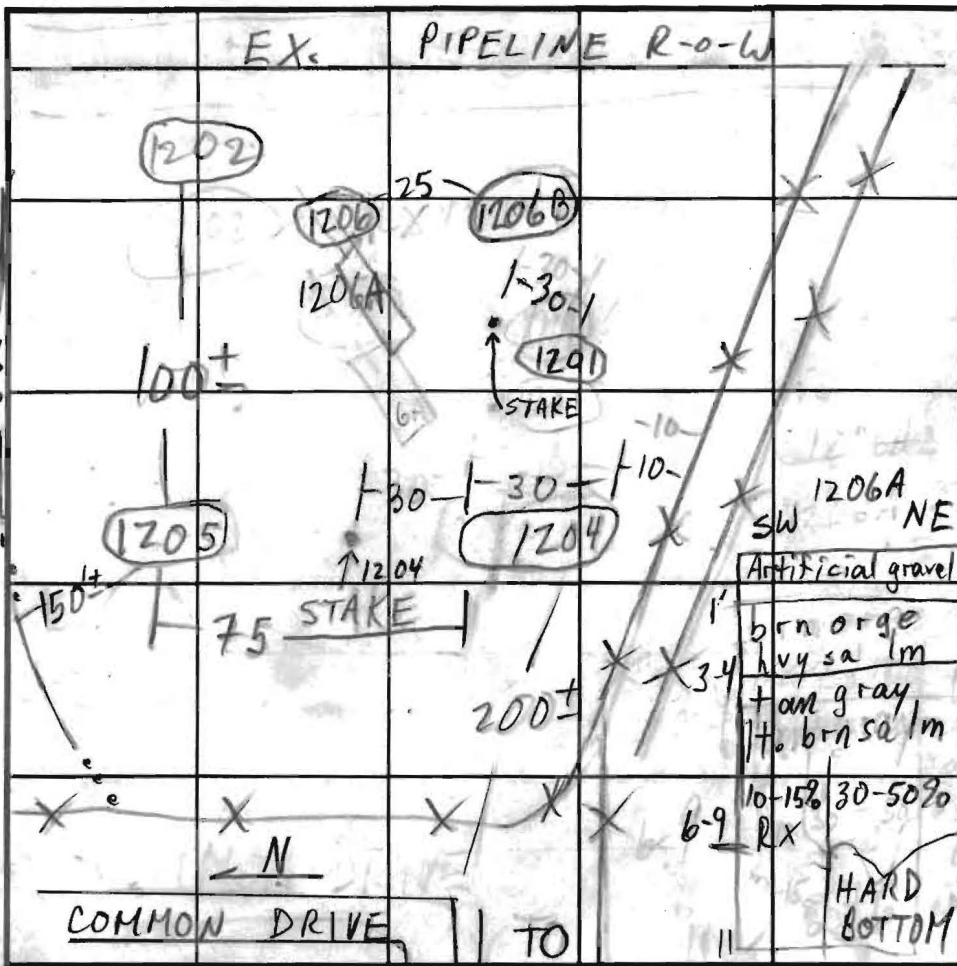 EX. PIPELINE R-o-W
1202
25
1206
1206B
1206A
-30-
1201
100±
STAKE
-10-
-30-
-30-
-10-
1205
1204
1206A
SW NE
1204
STAKE
150'±
75
200±
Artificial gravel
1'
brn orge
hvy sa lm
3-4
tan gray
lt. brn sa lm
10-15% RX
30-50%
6-9
HARD
BOTTOM
11
N
COMMON DRIVE
TO